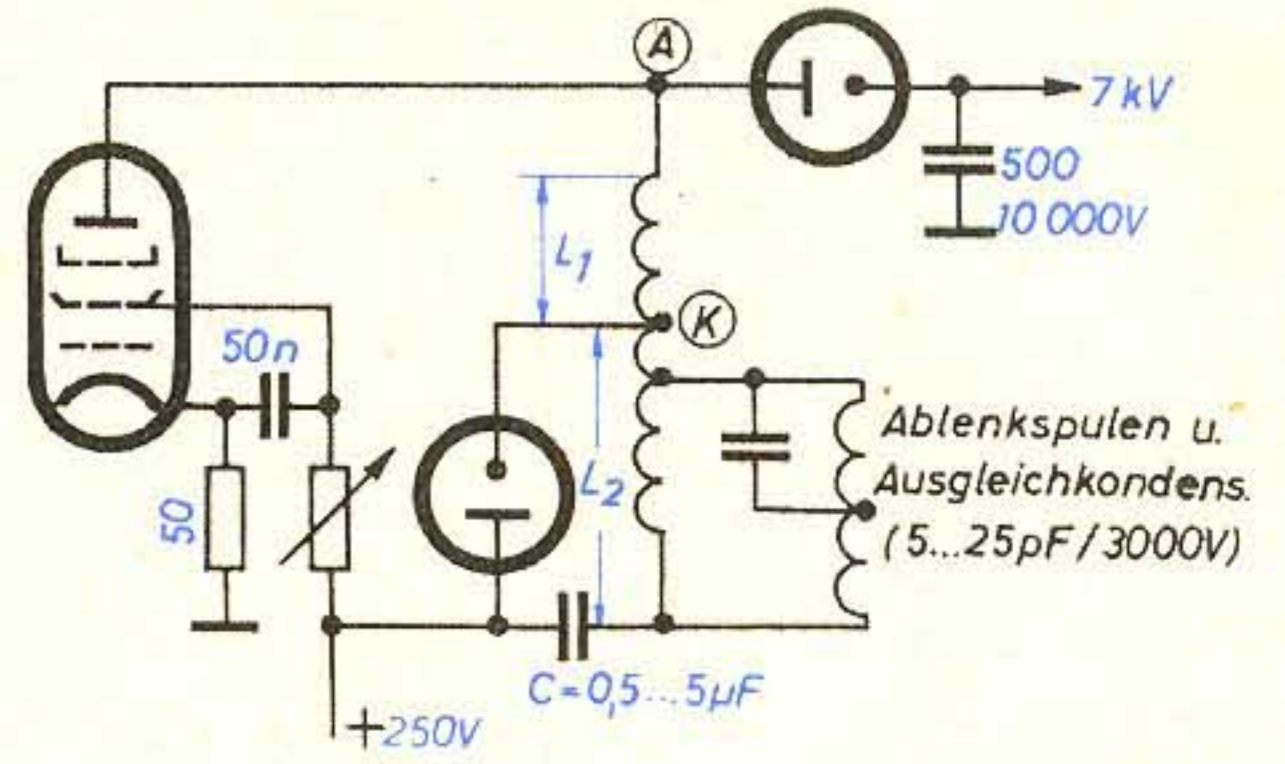 A
7 kV
500
10 000V
L1
K
50n
L2
Ablenkspulen u.
Ausgleichkondens.
(5...25pF/3000V)
50
C=0,5...5µF
+250V